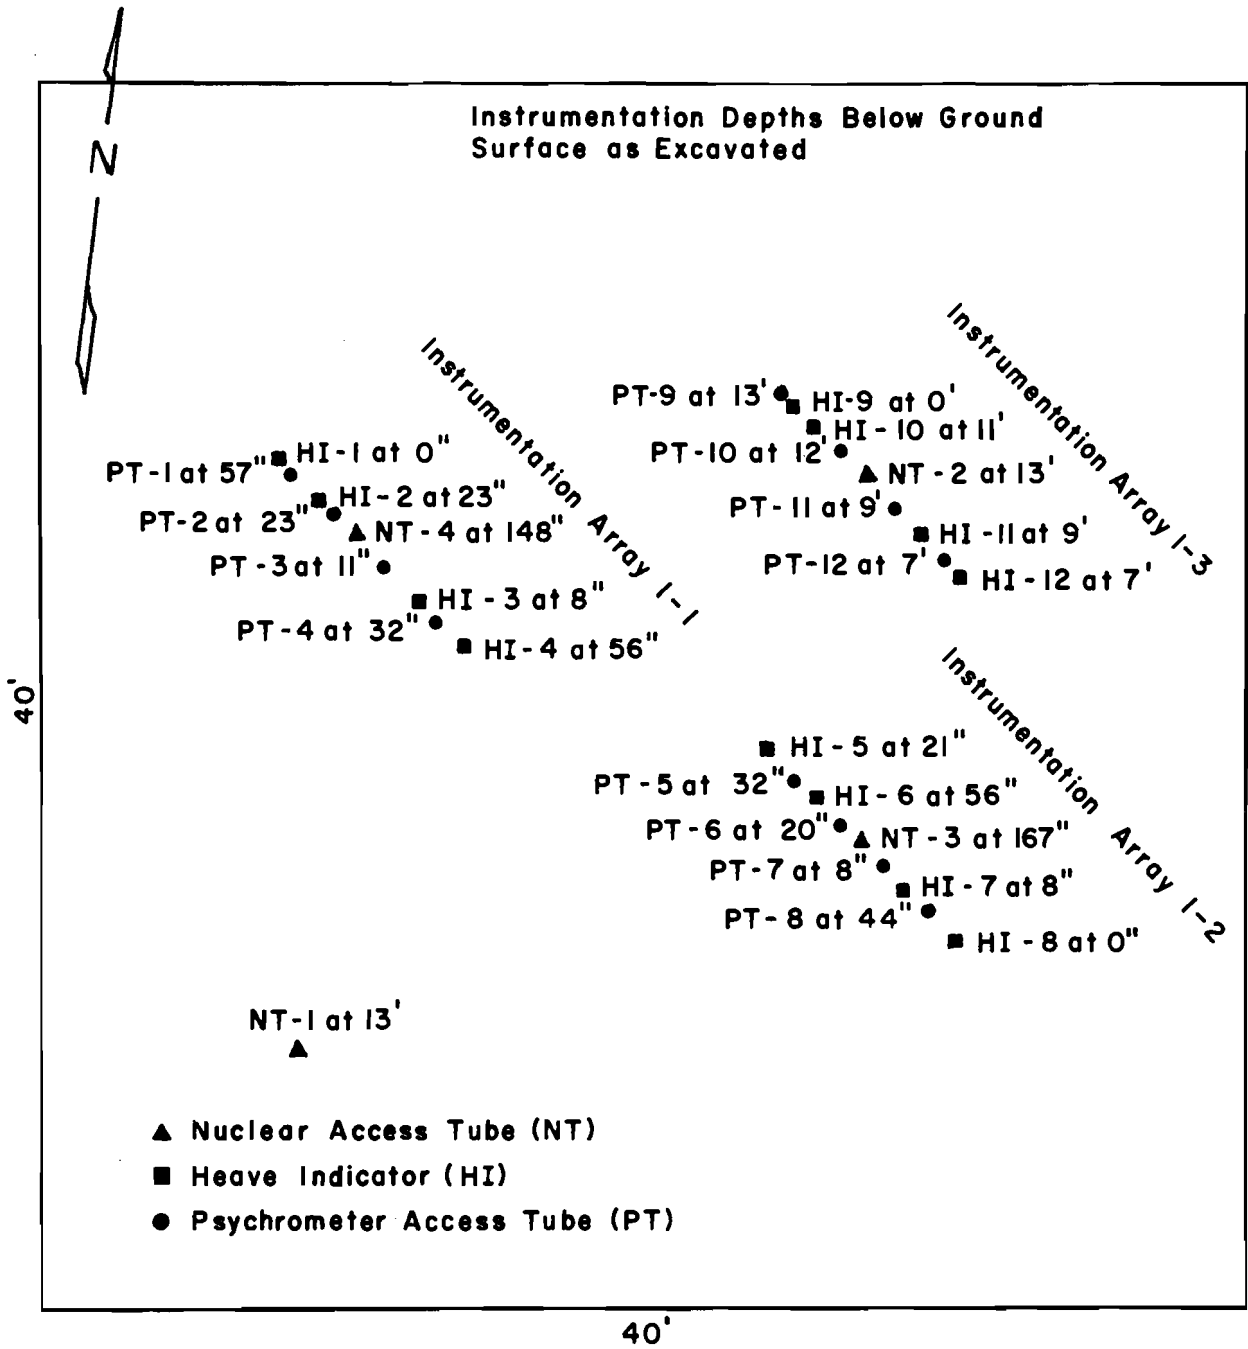 N
Instrumentation Depths Below Ground
Surface as Excavated
Instrumentation Array 1-1
HI-1 at 0"
PT-1 at 57"
HI-2 at 23"
PT-2 at 23"
NT-4 at 148"
PT-3 at 11"
HI-3 at 8"
PT-4 at 32"
HI-4 at 56"
Instrumentation Array 1-3
PT-9 at 13'
HI-9 at 0'
HI-10 at 11'
PT-10 at 12'
NT-2 at 13'
PT-11 at 9'
HI-11 at 9'
PT-12 at 7'
HI-12 at 7'
Instrumentation Array 1-2
HI-5 at 21"
PT-5 at 32"
HI-6 at 56"
PT-6 at 20"
NT-3 at 167"
PT-7 at 8"
HI-7 at 8"
PT-8 at 44"
HI-8 at 0"
40'
NT-1 at 13'
Nuclear Access Tube (NT)
Heave Indicator (HI)
Psychrometer Access Tube (PT)
40'